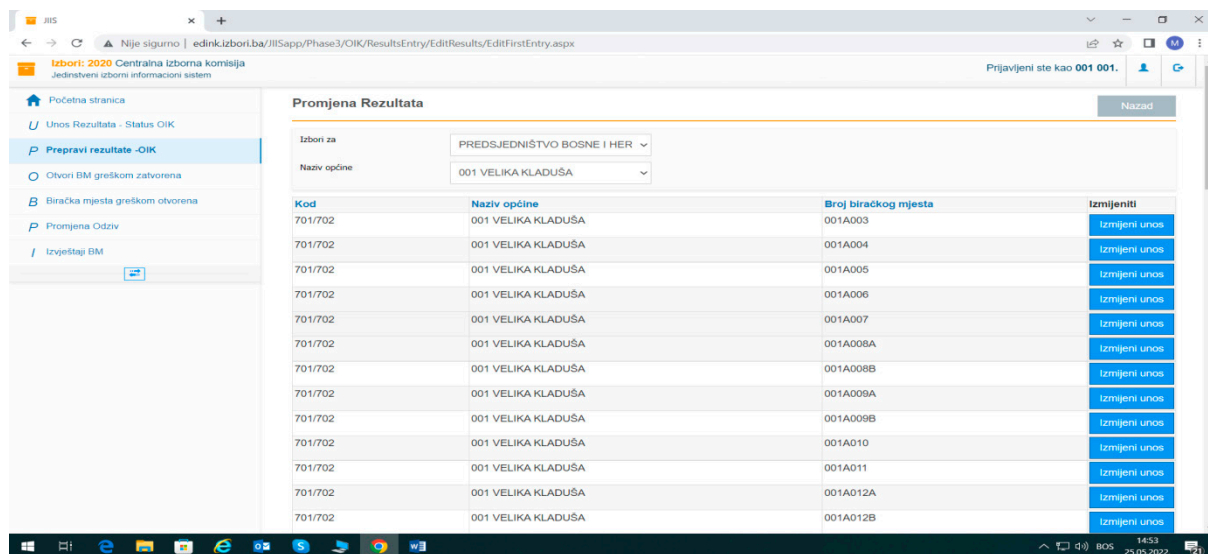 JIIS
Nije sigurno | edink.izbori.ba/JIISapp/Phase3/OIK/ResultsEntry/EditResults/EditFirstEntry.aspx
M
Izbori: 2020 Centralna izborna komisija
Jedinstveni izborni informacioni sistem
Prijavljeni ste kao 001 001.
Početna stranica
U Unos Rezultata - Status OIK
P Prepravi rezultate -OIK
O Otvori BM greškom zatvorena
B Biračka mjesta greškom otvorena
P Promjena Odziv
I Izvještaji BM
Promjena Rezultata
Nazad
Izbori za
PREDSJEDNIŠTVO BOSNE I HER
Naziv općine
001 VELIKA KLADUŠA
Kod Naziv općine Broj biračkog mjesta Izmijeniti
701/702 001 VELIKA KLADUŠA 001A003 Izmijeni unos
701/702 001 VELIKA KLADUŠA 001A004 Izmijeni unos
701/702 001 VELIKA KLADUŠA 001A005 Izmijeni unos
701/702 001 VELIKA KLADUŠA 001A006 Izmijeni unos
701/702 001 VELIKA KLADUŠA 001A007 Izmijeni unos
701/702 001 VELIKA KLADUŠA 001A008A Izmijeni unos
701/702 001 VELIKA KLADUŠA 001A008B Izmijeni unos
701/702 001 VELIKA KLADUŠA 001A009A Izmijeni unos
701/702 001 VELIKA KLADUŠA 001A009B Izmijeni unos
701/702 001 VELIKA KLADUŠA 001A010 Izmijeni unos
701/702 001 VELIKA KLADUŠA 001A011 Izmijeni unos
701/702 001 VELIKA KLADUŠA 001A012A Izmijeni unos
701/702 001 VELIKA KLADUŠA 001A012B Izmijeni unos
BOS
14:53
25.05.2022
21